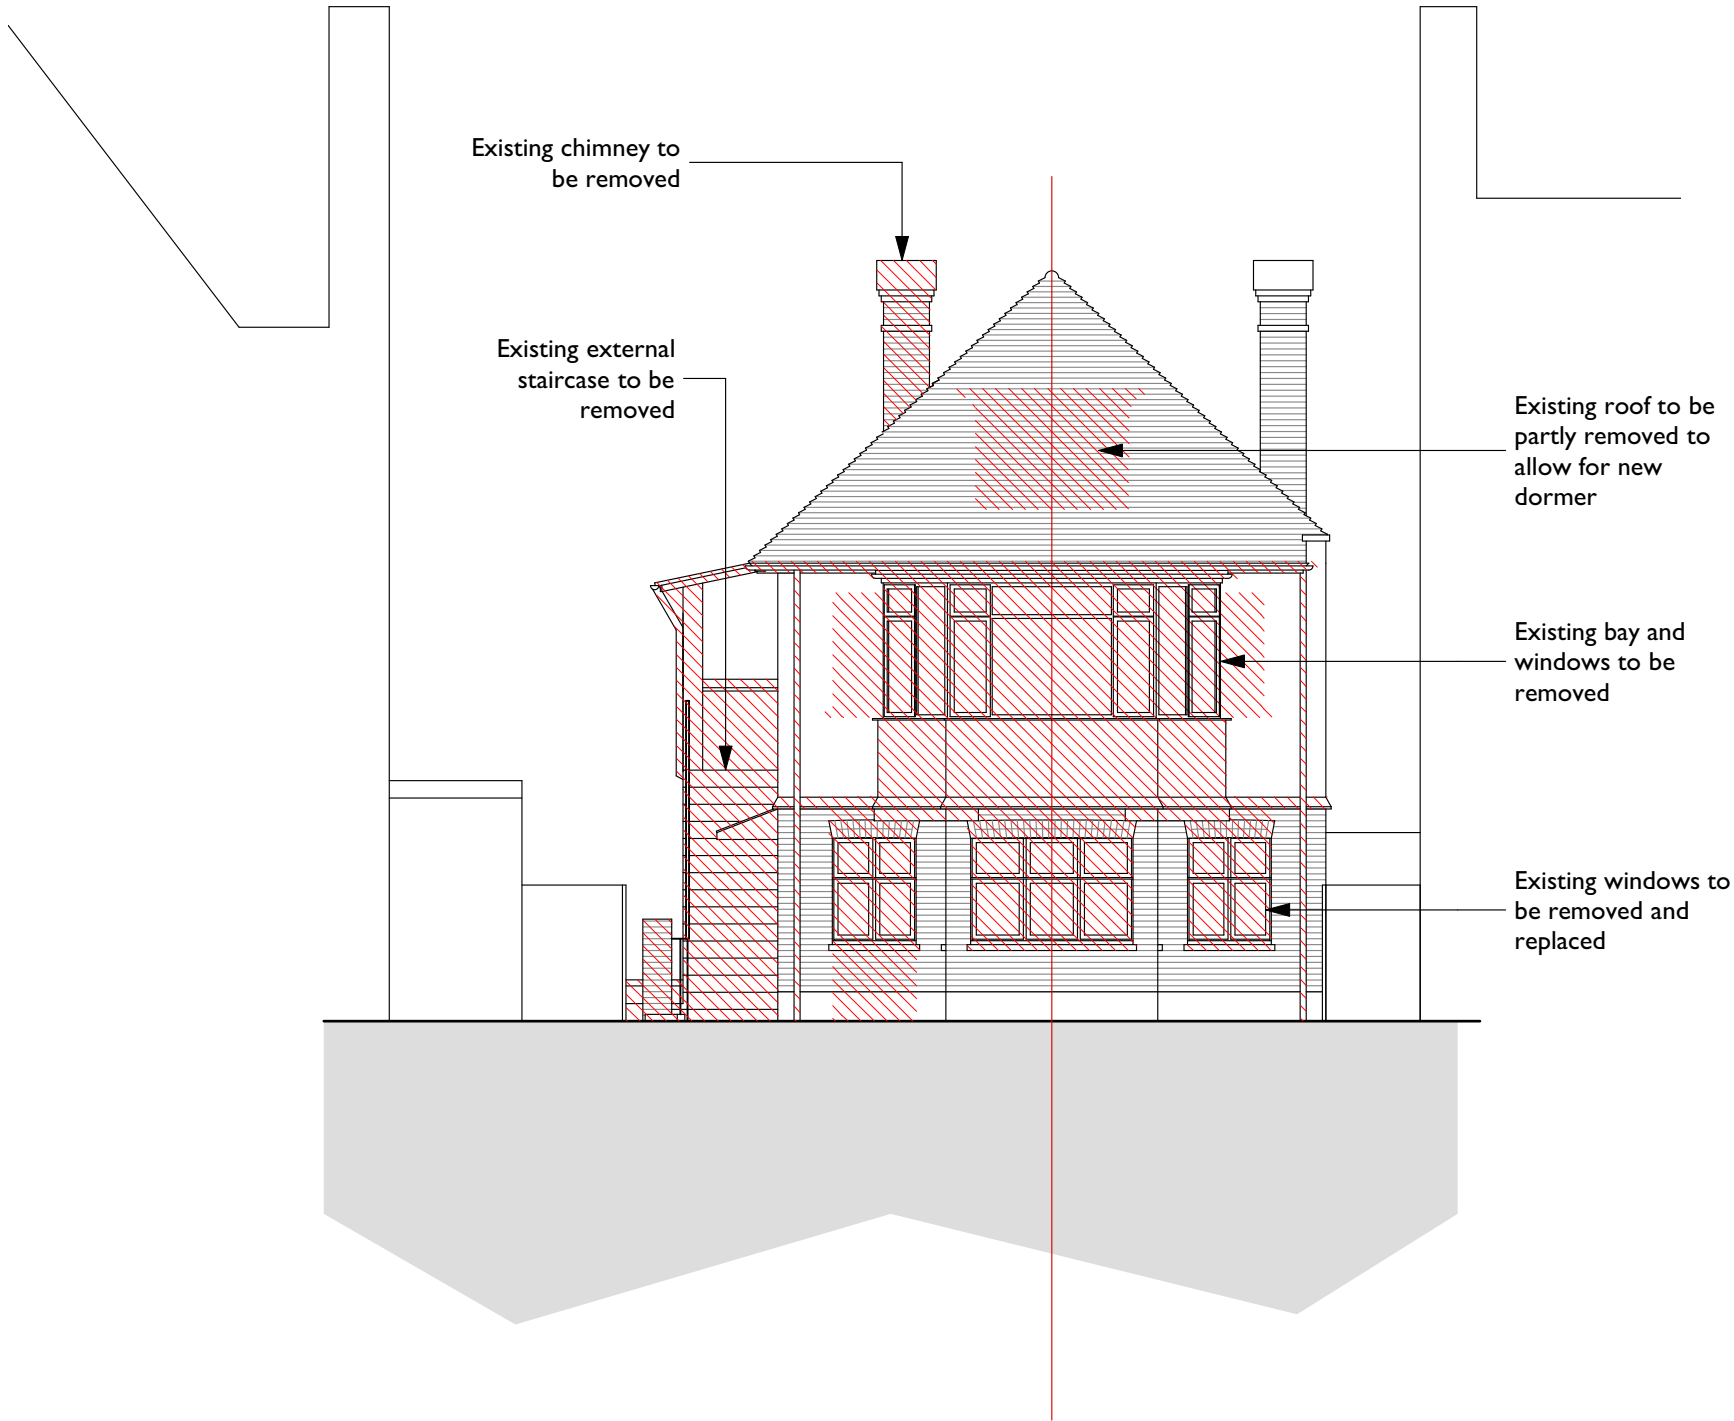 Existing chimney to
be removed
Existing external
staircase to be
removed
Existing roof to be
partly removed to
allow for new
dormer
Existing bay and
windows to be
removed
Existing windows to
be removed and
replaced